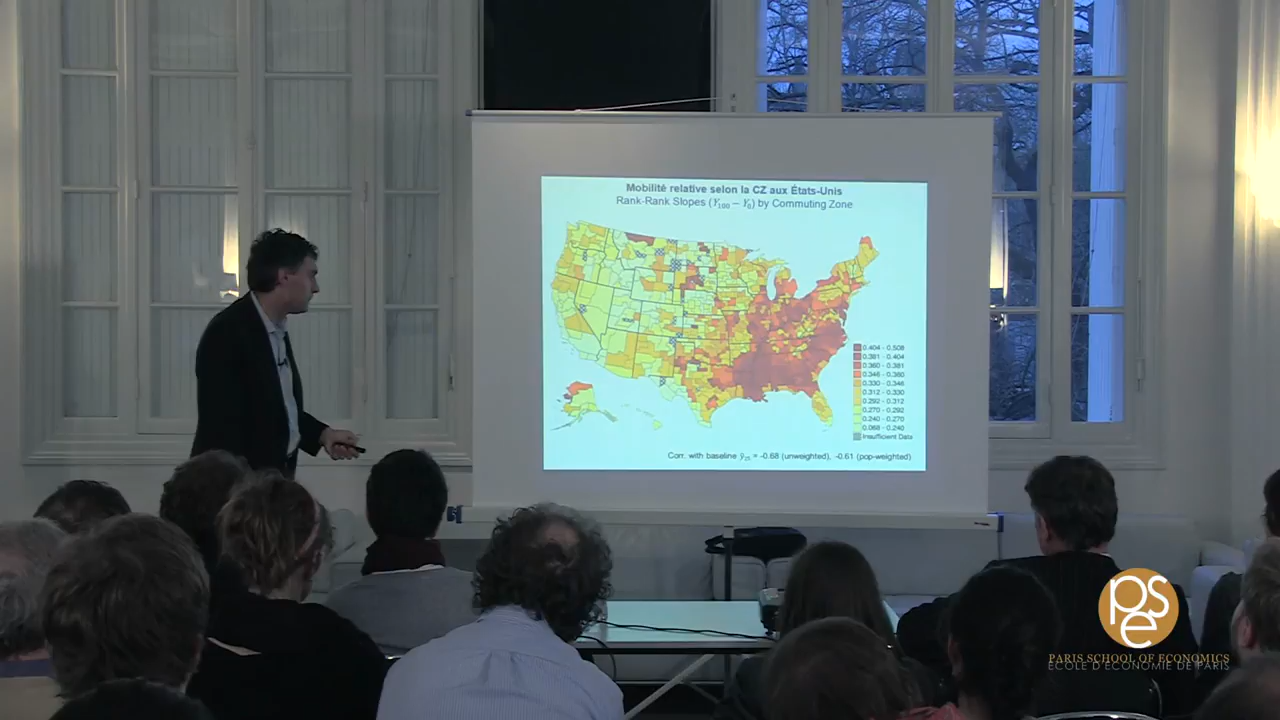 Mobilité relative selon la CZ aux États-Unis
Rank-Rank Slopes (Y100 – Y0) by Commuting Zone
0.404 - 0.508
0.381 - 0.404
0.360 - 0.381
0.346 - 0.360
0.330 - 0.346
0.312 - 0.330
0.292 - 0.312
0.270 - 0.292
0.240 - 0.270
0.068 - 0.240
Insufficient Data
Corr. with baseline ȳ25 = -0.68 (unweighted), -0.61 (pop-weighted)
pse
PARIS SCHOOL OF ECONOMICS
ÉCOLE D'ÉCONOMIE DE PARIS